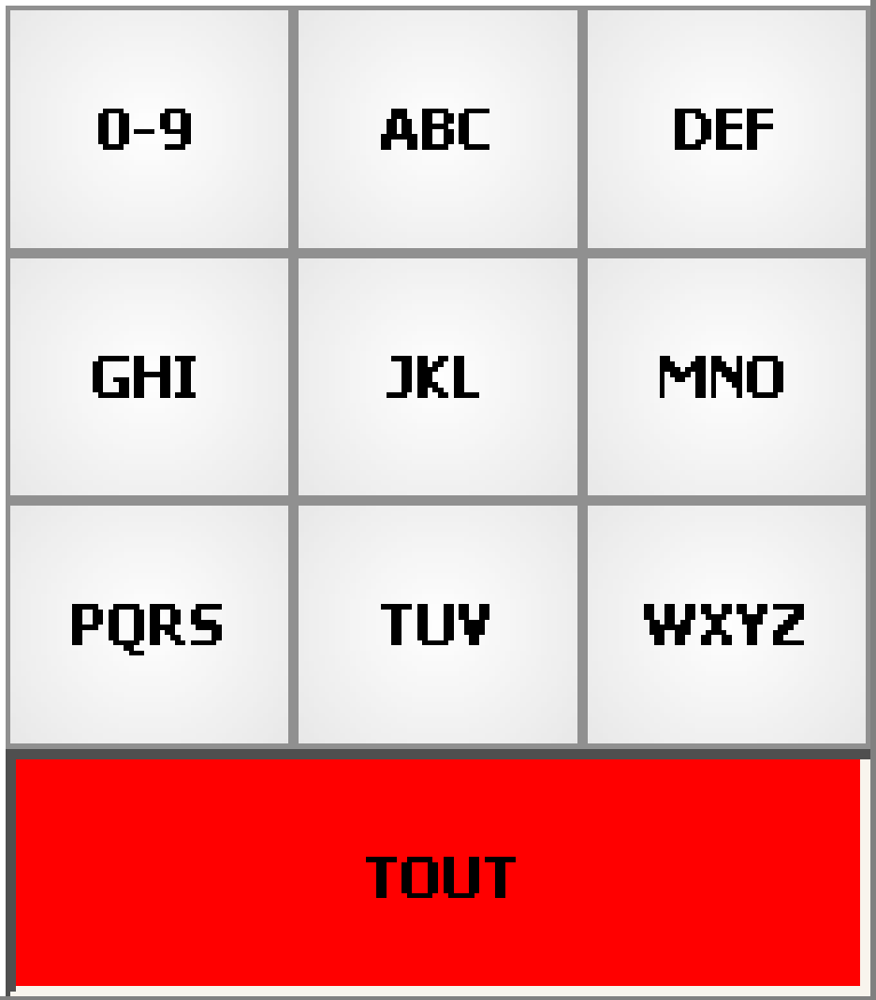 0-9 ABC DEF
GHI JKL MNO
PQRS TUV WXYZ
TOUT